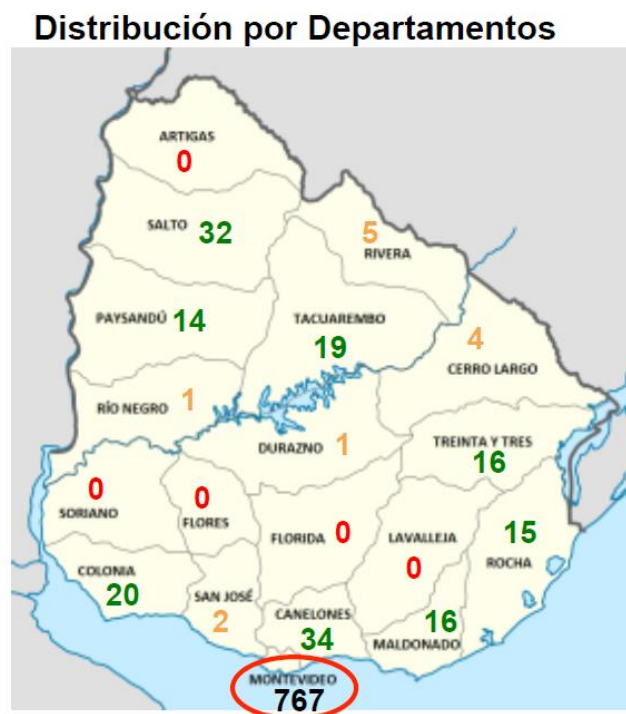 Distribución por Departamentos
ARTIGAS
0
SALTO 32
5
RIVERA
PAYSANDÚ 14
TACUAREMBO
19
4
CERRO LARGO
RÍO NEGRO 1
DURAZNO 1
TREINTA Y TRES
16
0
SORIANO
0
FLORES
FLORIDA 0
LAVALLEJA
0
15
ROCHA
COLONIA
20
SAN JOSÉ
2
CANELONES
34
16
MALDONADO
MONTEVIDEO
767